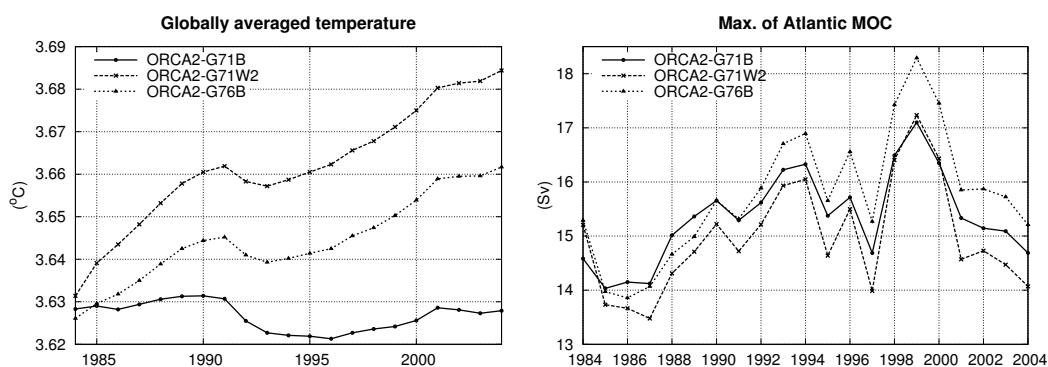 Globally averaged temperature
3.69
3.68
3.67
3.66
3.65
3.64
3.63
3.62
(°C)
ORCA2-G71B
ORCA2-G71W2
ORCA2-G76B
1985 1990 1995 2000
Max. of Atlantic MOC
18
17
16
15
14
13
(Sv)
ORCA2-G71B
ORCA2-G71W2
ORCA2-G76B
1984 1986 1988 1990 1992 1994 1996 1998 2000 2002 2004